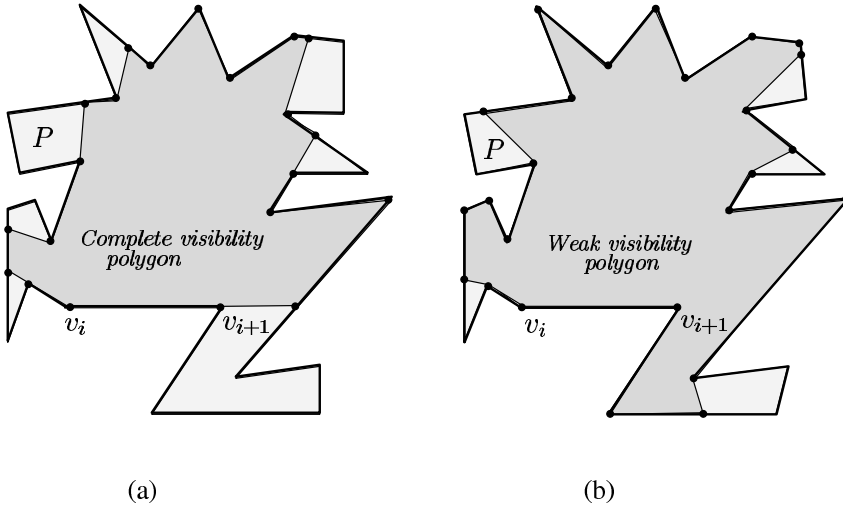 P
Complete visibility
polygon
v_i
v_{i+1}
(a)
P
Weak visibility
polygon
v_i
v_{i+1}
(b)